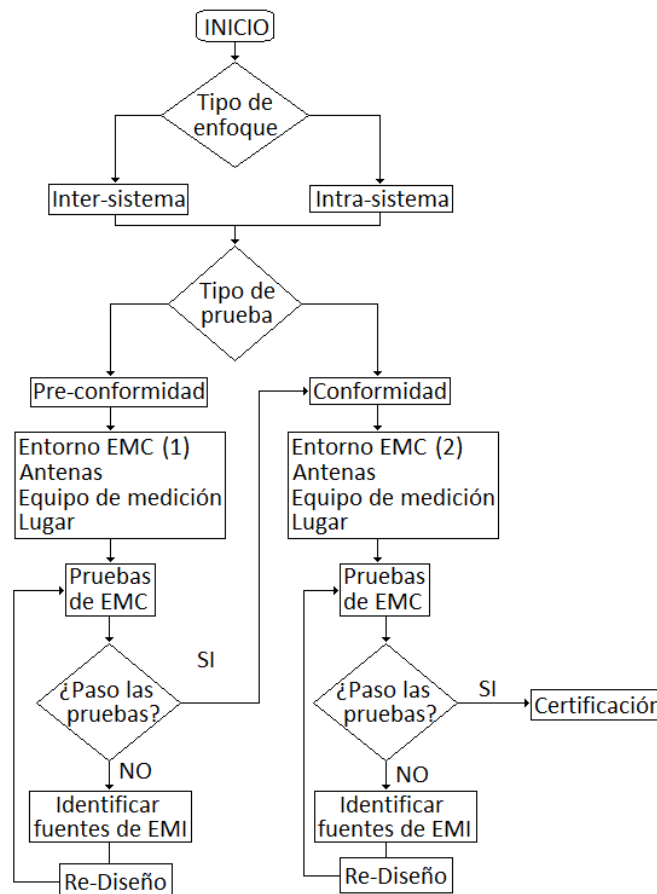 INICIO
Tipo de
enfoque
Inter-sistema
Intra-sistema
Tipo de
prueba
Pre-conformidad
Conformidad
Entorno EMC (1)
Antenas
Equipo de medición
Lugar
Entorno EMC (2)
Antenas
Equipo de medición
Lugar
Pruebas
de EMC
Pruebas
de EMC
¿Paso las
pruebas?
SI
¿Paso las
pruebas?
SI
Certificación
NO
NO
Identificar
fuentes de EMI
Identificar
fuentes de EMI
Re-Diseño
Re-Diseño